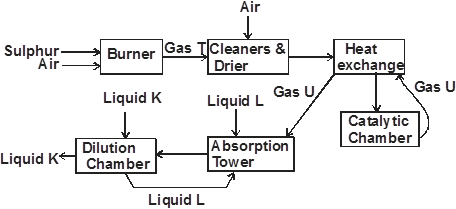 Air
Sulphur
Air
Burner
Gas T
Cleaners &
Drier
Heat
exchange
Gas U
Gas U
Liquid K
Liquid L
Catalytic
Chamber
Liquid K
Dilution
Chamber
Absorption
Tower
Liquid L